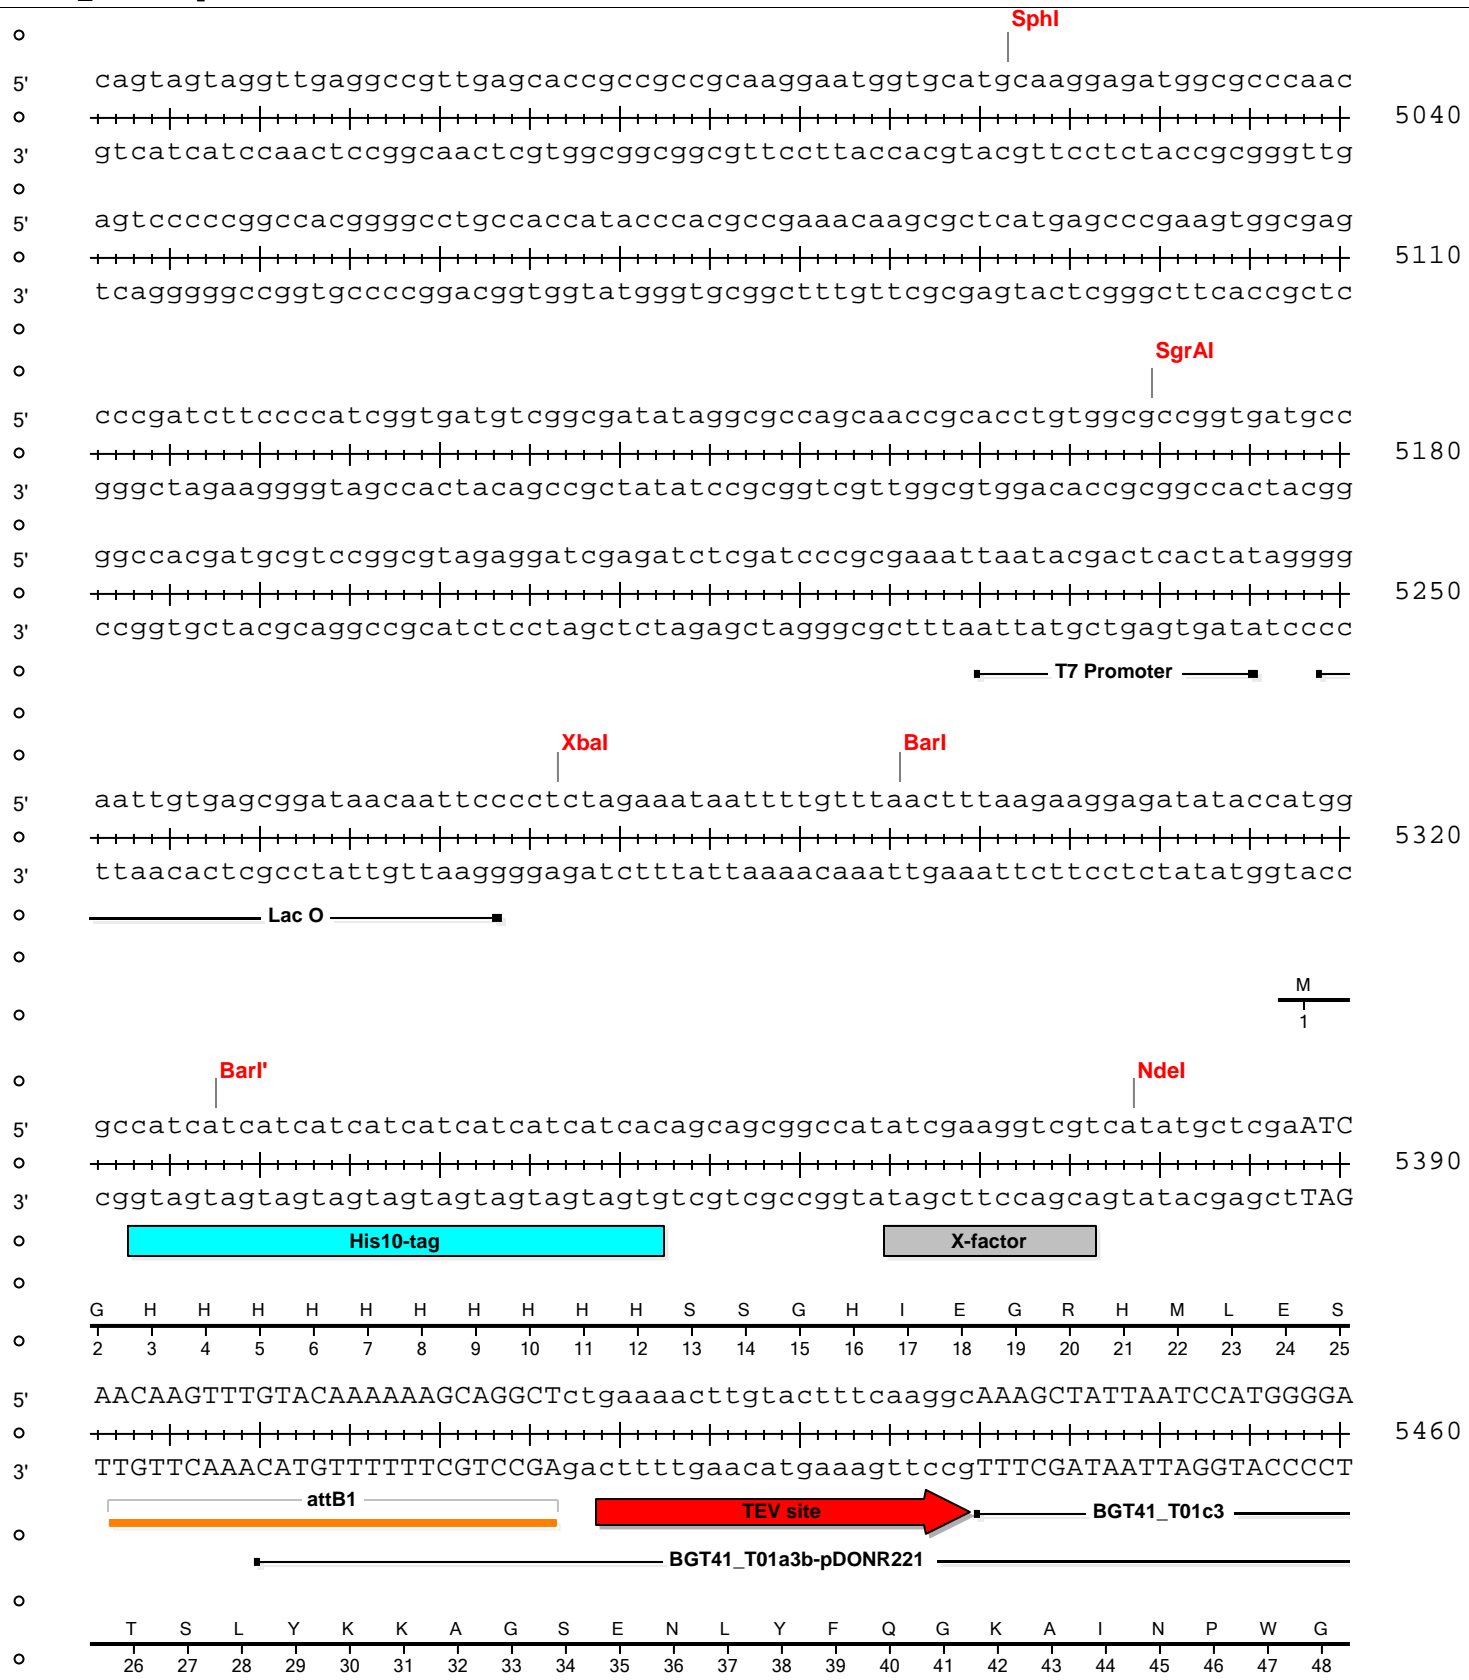 SphI
5' cagtagtaggttgaggccgttgagcaccgccgccgcaaggaatggtgcatgcaaggagatggcgcccaac
5040
3' gtcatcatccaactccggcaactcgtggcggcggcgttccttaccacgtacgttcctctaccgcgggttg
5' agtcccccggccacggggcctgccaccatacccacgccgaaacaagcgctcatgagcccgaagtggcgag
5110
3' tcagggggccggtgccccggacggtggtatgggtgcggctttgttcgcgagtactcgggcttcaccgctc
SgrAI
5' cccgatcttccccatcggtgatgtcggcgatataggcgccagcaaccgcacctgtggcgccggtgatgcc
5180
3' gggctagaaggggtagccactacagccgctatatccgcggtcgttggcgtggacaccgcggccactacgg
5' ggccacgatgcgtccggcgtagaggatcgagatctcgatcccgcgaaattaatacgactcactatagggg
5250
3' ccggtgctacgcaggccgcatctcctagctctagagctagggcgctttaattatgctgagtgatatcccc
T7 Promoter
XbaI BarI
5' aattgtgagcggataacaattcccctctagaaataattttgtttaactttaagaaggagatataccatgg
5320
3' ttaacactcgcctattgttaaggggagatctttattaaaacaaattgaaattcttcctctatatggtacc
Lac O
M
1
BarI' NdeI
5' gccatcatcatcatcatcatcatcatcatcacagcagcggccatatcgaaggtcgtcatatgctcgaATC
5390
3' cggtagtagtagtagtagtagtagtagtagtgtcgtcgccggtatagcttccagcagtatacgagctTAG
His10-tag X-factor
G H H H H H H H H H H S S G H I E G R H M L E S
2 3 4 5 6 7 8 9 10 11 12 13 14 15 16 17 18 19 20 21 22 23 24 25
5' AACAAGTTTGTACAAAAAAGCAGGCTctgaaaacttgtactttcaaggcAAAGCTATTAATCCATGGGGA
5460
3' TTGTTCAAACATGTTTTTTCGTCCGAgacttttgaacatgaaagttccgTTTCGATAATTAGGTACCCCT
attB1 TEV site BGT41_T01c3
BGT41_T01a3b-pDONR221
T S L Y K K A G S E N L Y F Q G K A I N P W G
26 27 28 29 30 31 32 33 34 35 36 37 38 39 40 41 42 43 44 45 46 47 48